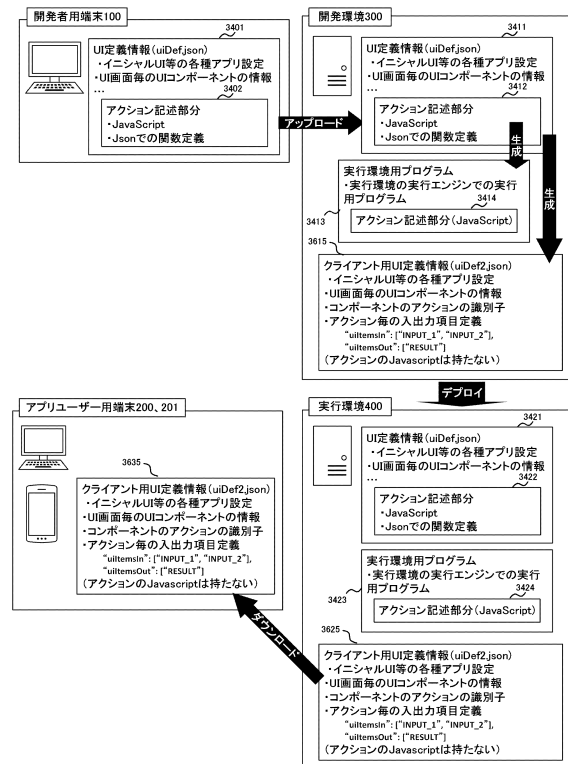 開発者用端末100
3401
UI定義情報(uiDef.json)
・イニシャルUI等の各種アプリ設定
・UI画面毎のUIコンポーネントの情報
…
3402
アクション記述部分
・JavaScript
・Jsonでの関数定義
アップロード
開発環境300
3411
UI定義情報(uiDef.json)
・イニシャルUI等の各種アプリ設定
・UI画面毎のUIコンポーネントの情報
…
3412
アクション記述部分
・JavaScript
・Jsonでの関数定義
生成
生成
実行環境用プログラム
・実行環境の実行エンジンでの実行
用プログラム
3414
3413
アクション記述部分(JavaScript)
3615
クライアント用UI定義情報(uiDef2.json)
・イニシャルUI等の各種アプリ設定
・UI画面毎のUIコンポーネントの情報
・コンポーネントのアクションの識別子
・アクション毎の入出力項目定義
"uiItemsIn": ["INPUT_1", "INPUT_2"],
"uiItemsOut": ["RESULT"]
(アクションのJavascriptは持たない)
デプロイ
アプリユーザー用端末200、201
3635
クライアント用UI定義情報(uiDef2.json)
・イニシャルUI等の各種アプリ設定
・UI画面毎のUIコンポーネントの情報
・コンポーネントのアクションの識別子
・アクション毎の入出力項目定義
"uiItemsIn": ["INPUT_1", "INPUT_2"],
"uiItemsOut": ["RESULT"]
(アクションのJavascriptは持たない)
ダウンロード
実行環境400
3421
UI定義情報(uiDef.json)
・イニシャルUI等の各種アプリ設定
・UI画面毎のUIコンポーネントの情報
…
3422
アクション記述部分
・JavaScript
・Jsonでの関数定義
実行環境用プログラム
・実行環境の実行エンジンでの実行
用プログラム
3424
3423
アクション記述部分(JavaScript)
3625
クライアント用UI定義情報(uiDef2.json)
・イニシャルUI等の各種アプリ設定
・UI画面毎のUIコンポーネントの情報
・コンポーネントのアクションの識別子
・アクション毎の入出力項目定義
"uiItemsIn": ["INPUT_1", "INPUT_2"],
"uiItemsOut": ["RESULT"]
(アクションのJavascriptは持たない)